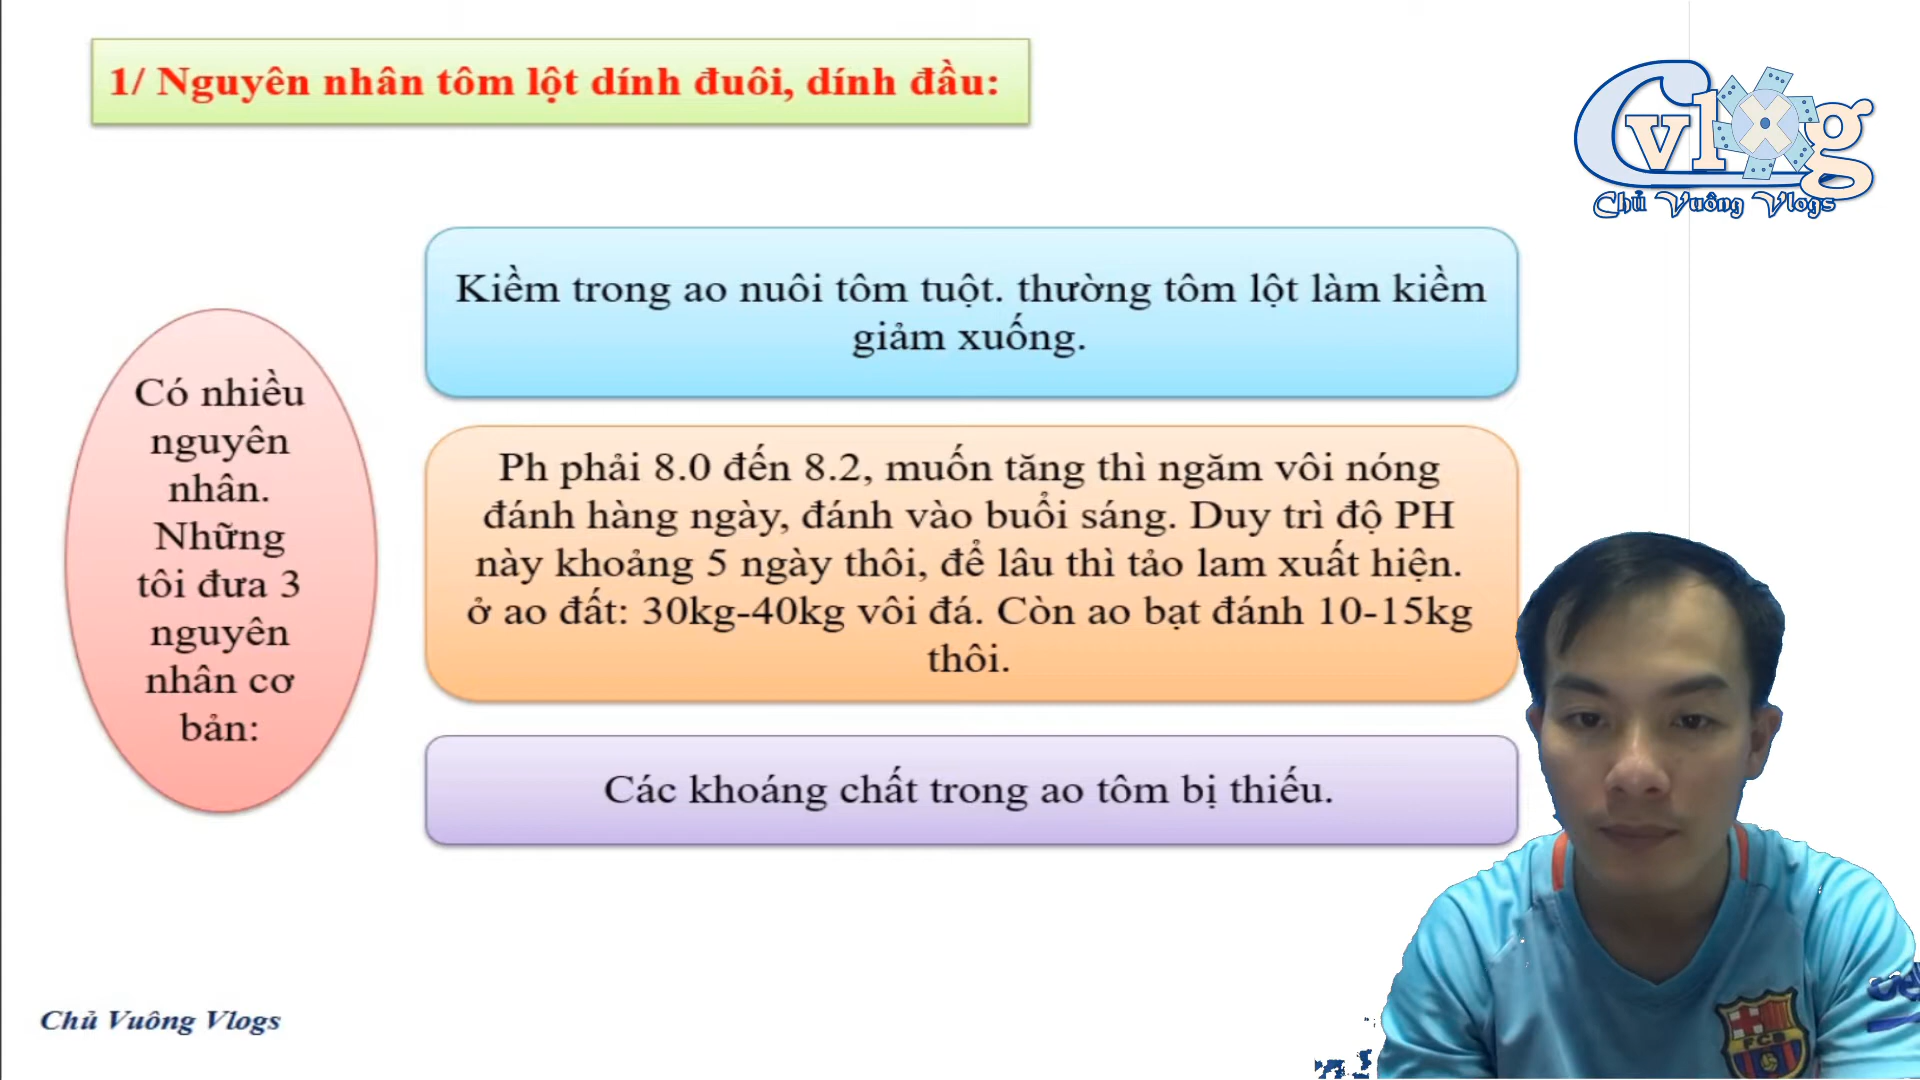 1/ Nguyên nhân tôm lột dính đuôi, dính đầu:
Cvlog
Chủ Vuông Vlogs
Có nhiều
nguyên
nhân.
Những
tôi đưa 3
nguyên
nhân cơ
bản:
Kiềm trong ao nuôi tôm tuột. thường tôm lột làm kiềm
giảm xuống.
Ph phải 8.0 đến 8.2, muốn tăng thì ngăm vôi nóng
đánh hàng ngày, đánh vào buổi sáng. Duy trì độ PH
này khoảng 5 ngày thôi, để lâu thì tảo lam xuất hiện.
ở ao đất: 30kg-40kg vôi đá. Còn ao bạt đánh 10-15kg
thôi.
Các khoáng chất trong ao tôm bị thiếu.
FCB
Chủ Vuông Vlogs